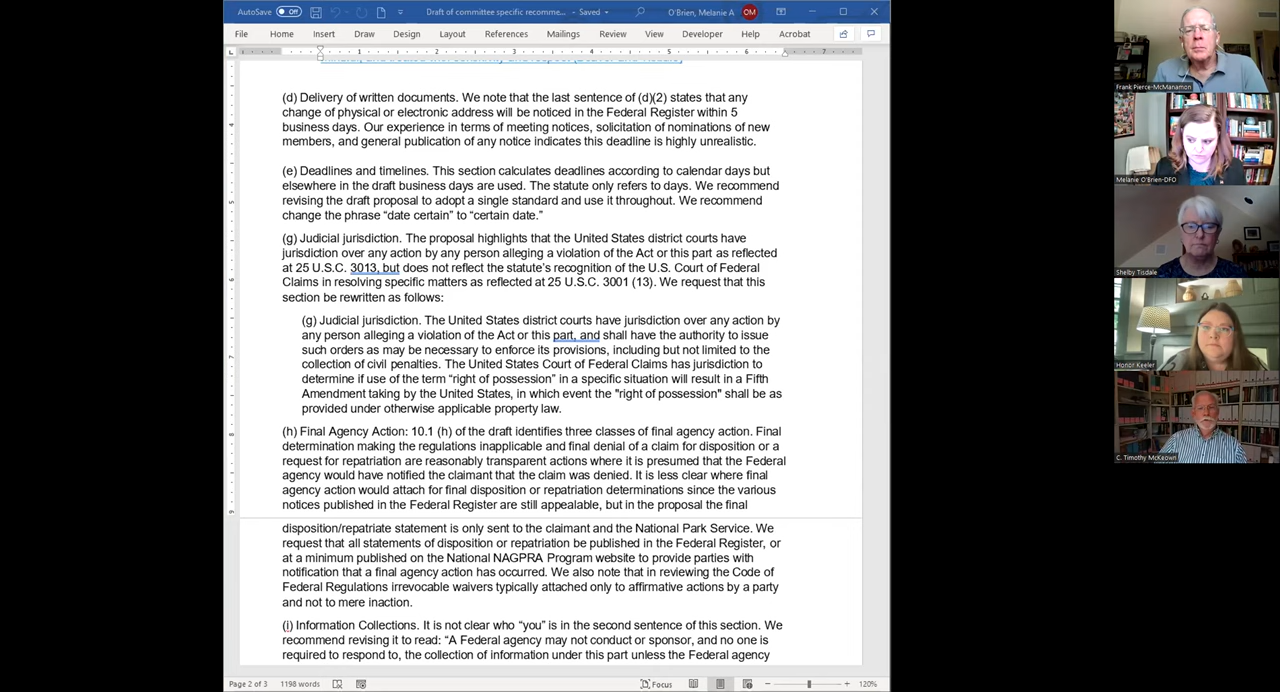 AutoSave Off Draft of committee specific recomme... - Saved O'Brien, Melanie A OM
File Home Insert Draw Design Layout References Mailings Review View Developer Help Acrobat
1 2 3 4 5 6 7
(d) Delivery of written documents. We note that the last sentence of (d)(2) states that any
change of physical or electronic address will be noticed in the Federal Register within 5
business days. Our experience in terms of meeting notices, solicitation of nominations of new
members, and general publication of any notice indicates this deadline is highly unrealistic.
(e) Deadlines and timelines. This section calculates deadlines according to calendar days but
elsewhere in the draft business days are used. The statute only refers to days. We recommend
revising the draft proposal to adopt a single standard and use it throughout. We recommend
change the phrase “date certain” to “certain date.”
(g) Judicial jurisdiction. The proposal highlights that the United States district courts have
jurisdiction over any action by any person alleging a violation of the Act or this part as reflected
at 25 U.S.C. 3013, but does not reflect the statute’s recognition of the U.S. Court of Federal
Claims in resolving specific matters as reflected at 25 U.S.C. 3001 (13). We request that this
section be rewritten as follows:
(g) Judicial jurisdiction. The United States district courts have jurisdiction over any action by
any person alleging a violation of the Act or this part, and shall have the authority to issue
such orders as may be necessary to enforce its provisions, including but not limited to the
collection of civil penalties. The United States Court of Federal Claims has jurisdiction to
determine if use of the term “right of possession” in a specific situation will result in a Fifth
Amendment taking by the United States, in which event the "right of possession" shall be as
provided under otherwise applicable property law.
(h) Final Agency Action: 10.1 (h) of the draft identifies three classes of final agency action. Final
determination making the regulations inapplicable and final denial of a claim for disposition or a
request for repatriation are reasonably transparent actions where it is presumed that the Federal
agency would have notified the claimant that the claim was denied. It is less clear where final
agency action would attach for final disposition or repatriation determinations since the various
notices published in the Federal Register are still appealable, but in the proposal the final
disposition/repatriate statement is only sent to the claimant and the National Park Service. We
request that all statements of disposition or repatriation be published in the Federal Register, or
at a minimum published on the National NAGPRA Program website to provide parties with
notification that a final agency action has occurred. We also note that in reviewing the Code of
Federal Regulations irrevocable waivers typically attached only to affirmative actions by a party
and not to mere inaction.
(i) Information Collections. It is not clear who “you” is in the second sentence of this section. We
recommend revising it to read: “A Federal agency may not conduct or sponsor, and no one is
required to respond to, the collection of information under this part unless the Federal agency
Page 2 of 3 1198 words Focus 120%
Frank Pierce-McManamon
Melanie O'Brien-DFO
Shelby Tisdale
Honor Keeler
C. Timothy McKeown